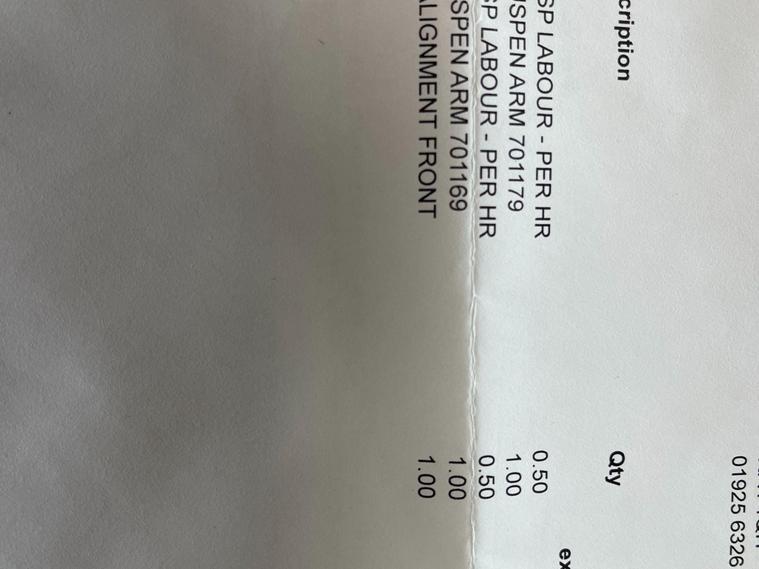 01925 6326
cription Qty
ex
SP LABOUR - PER HR 0.50
USPEN ARM 701179 1.00
SP LABOUR - PER HR 0.50
SPEN ARM 701169 1.00
ALIGNMENT FRONT 1.00